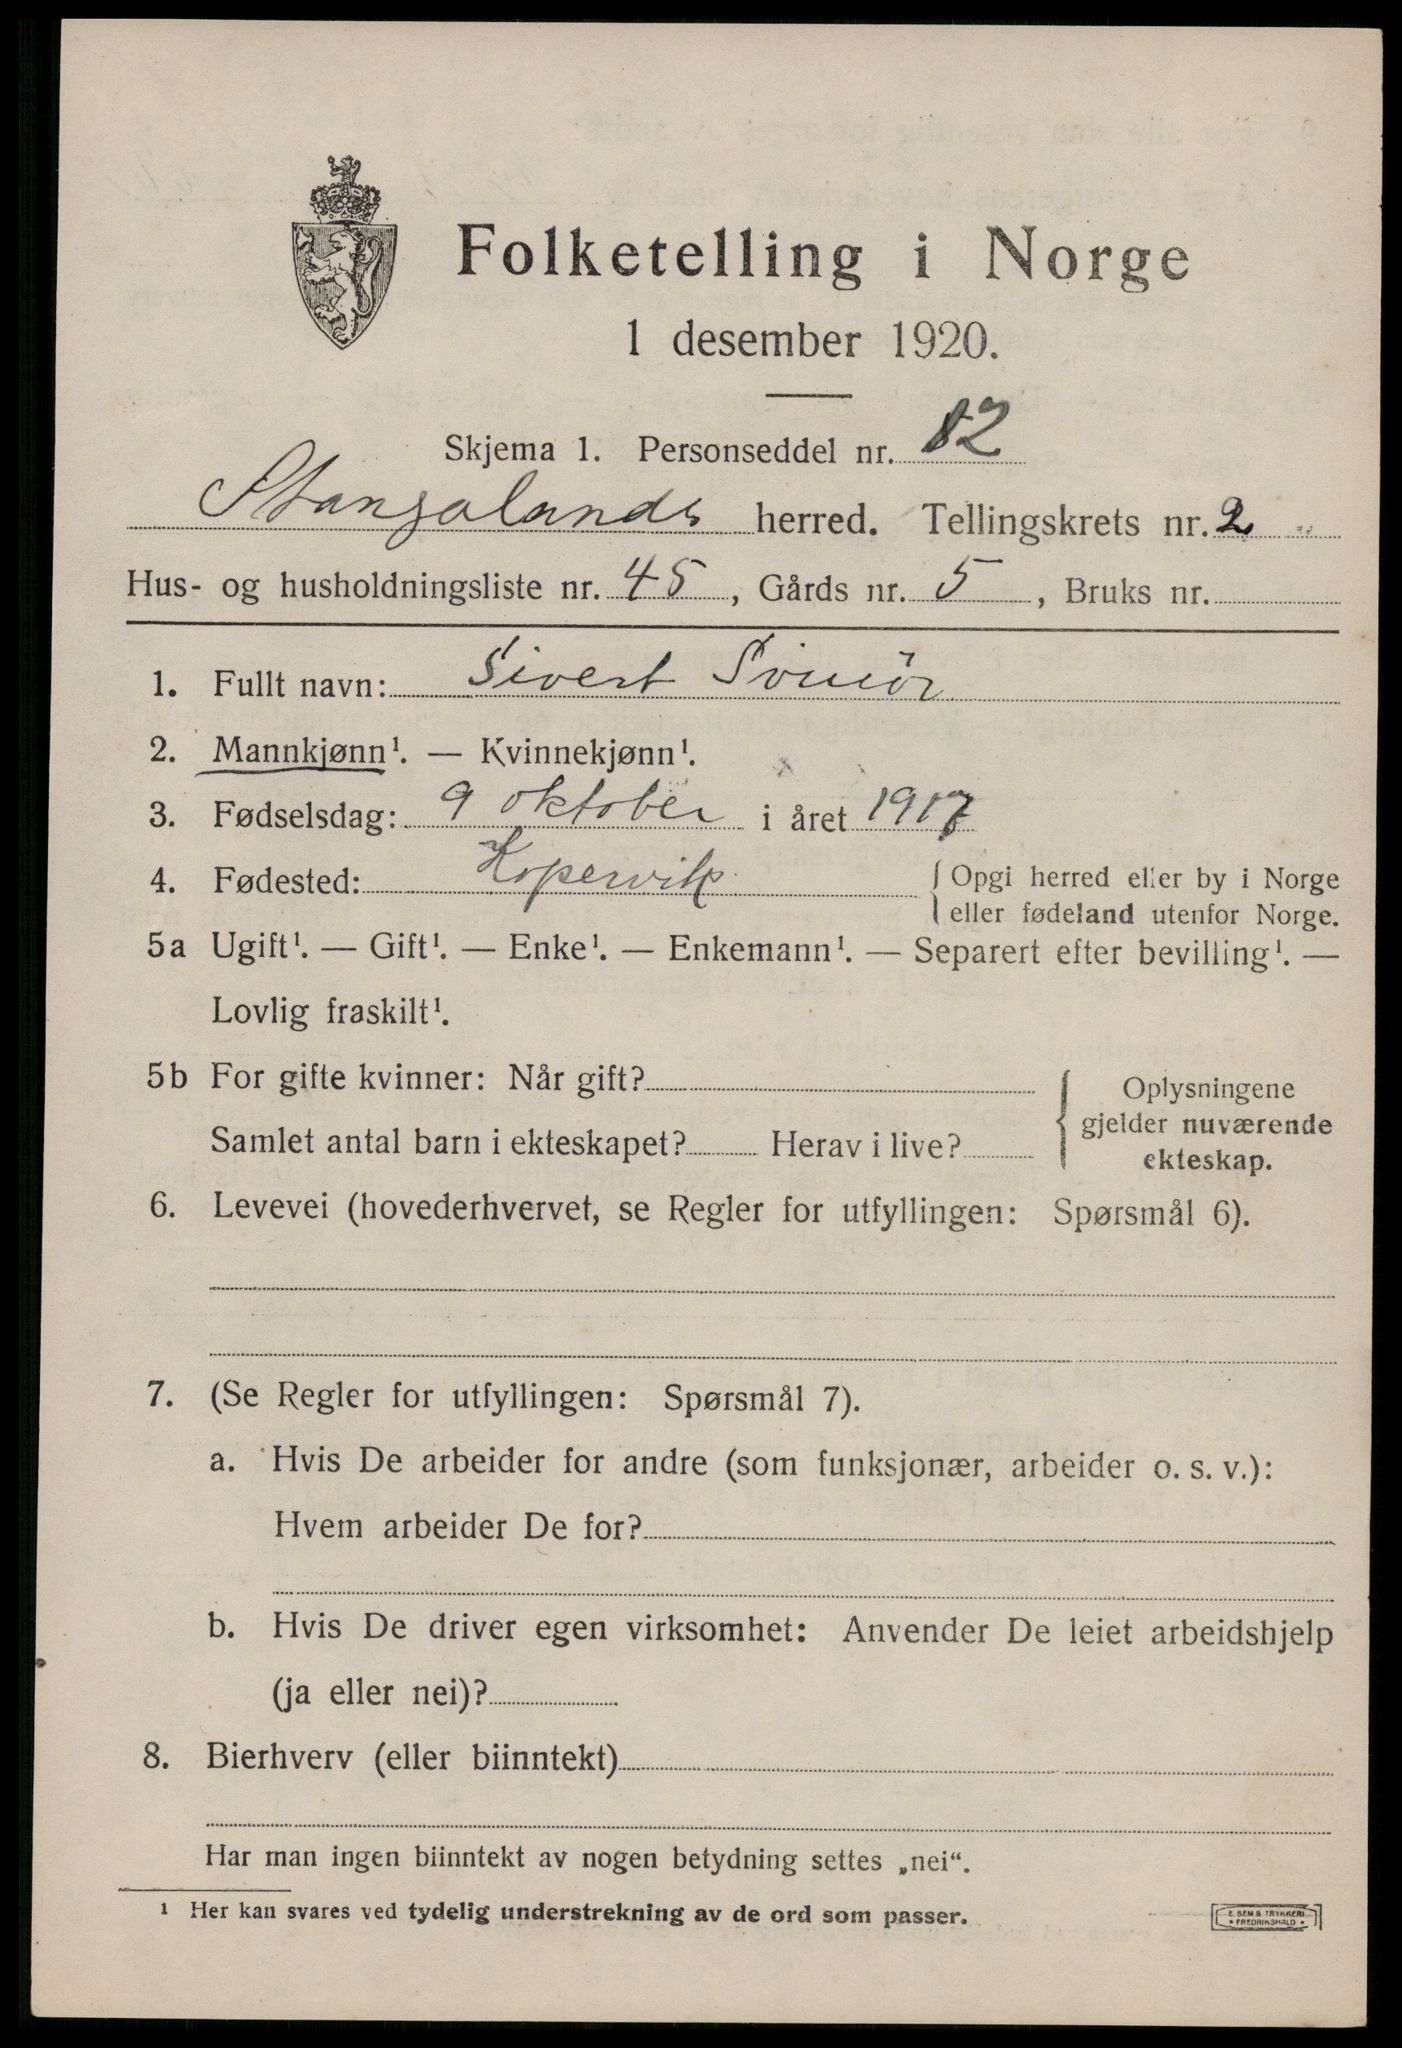 Folketelling i Norge
1 desember 1920.
Skjema 1. Personseddel nr. 82
Stangalands herred. Tellingskrets nr. 2
Hus- og husholdningsliste nr. 45, Gårds nr. 5, Bruks nr.
1. Fullt navn: Sivert
2. Mannkjønn¹. — Kvinnekjønn¹.
3. Fødselsdag: 9 oktober i året 1917
4. Fødested: Kopervik { Opgi herred eller by i Norge
eller fødeland utenfor Norge.
5a Ugift¹. — Gift¹. — Enke¹. — Enkemann¹. — Separert efter bevilling¹. —
Lovlig fraskilt¹.
5b For gifte kvinner: Når gift?
Samlet antal barn i ekteskapet? Herav i live?
{ Oplysningene
gjelder nuværende
ekteskap.
6. Levevei (hovederhvervet, se Regler for utfyllingen: Spørsmål 6).
7. (Se Regler for utfyllingen: Spørsmål 7).
a. Hvis De arbeider for andre (som funksjonær, arbeider o. s. v.):
Hvem arbeider De for?
b. Hvis De driver egen virksomhet: Anvender De leiet arbeidshjelp
(ja eller nei)?
8. Bierhverv (eller biinntekt)
Har man ingen biinntekt av nogen betydning settes „nei“.
¹ Her kan svares ved tydelig understrekning av de ord som passer.
E. SEMS TRYKKERI
• FREDRIKSHALD •